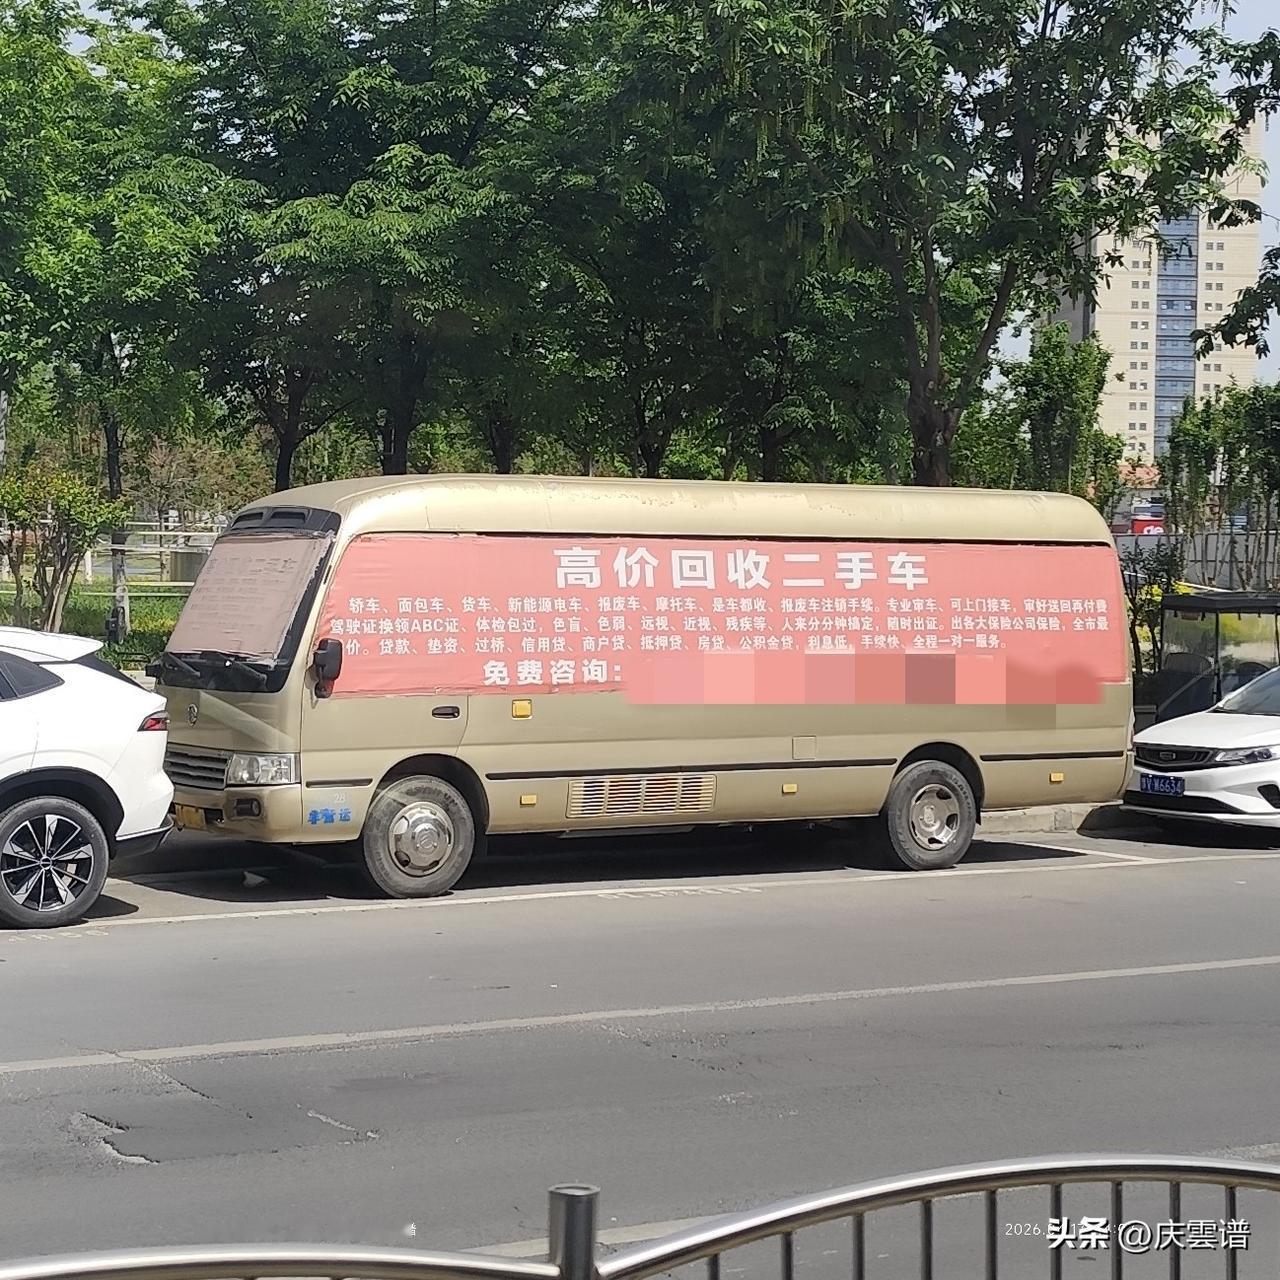 高价回收二手车
轿车、面包车、货车、新能源电车、报废车、摩托车、是车都收、报废车注销手续。专业审车、可上门接车，审好送回再付费
驾驶证换领ABC证、体检包过，色盲、色弱、远视、近视、残疾等、人来分分钟搞定，随时出证。出各大保险公司保险，全市最
价。贷款、垫资、过桥、信用贷、商户贷、抵押贷、房贷、公积金贷，利息低，手续快、全程一对一服务。
免费咨询：
28
M6634
头条 @庆雲谱